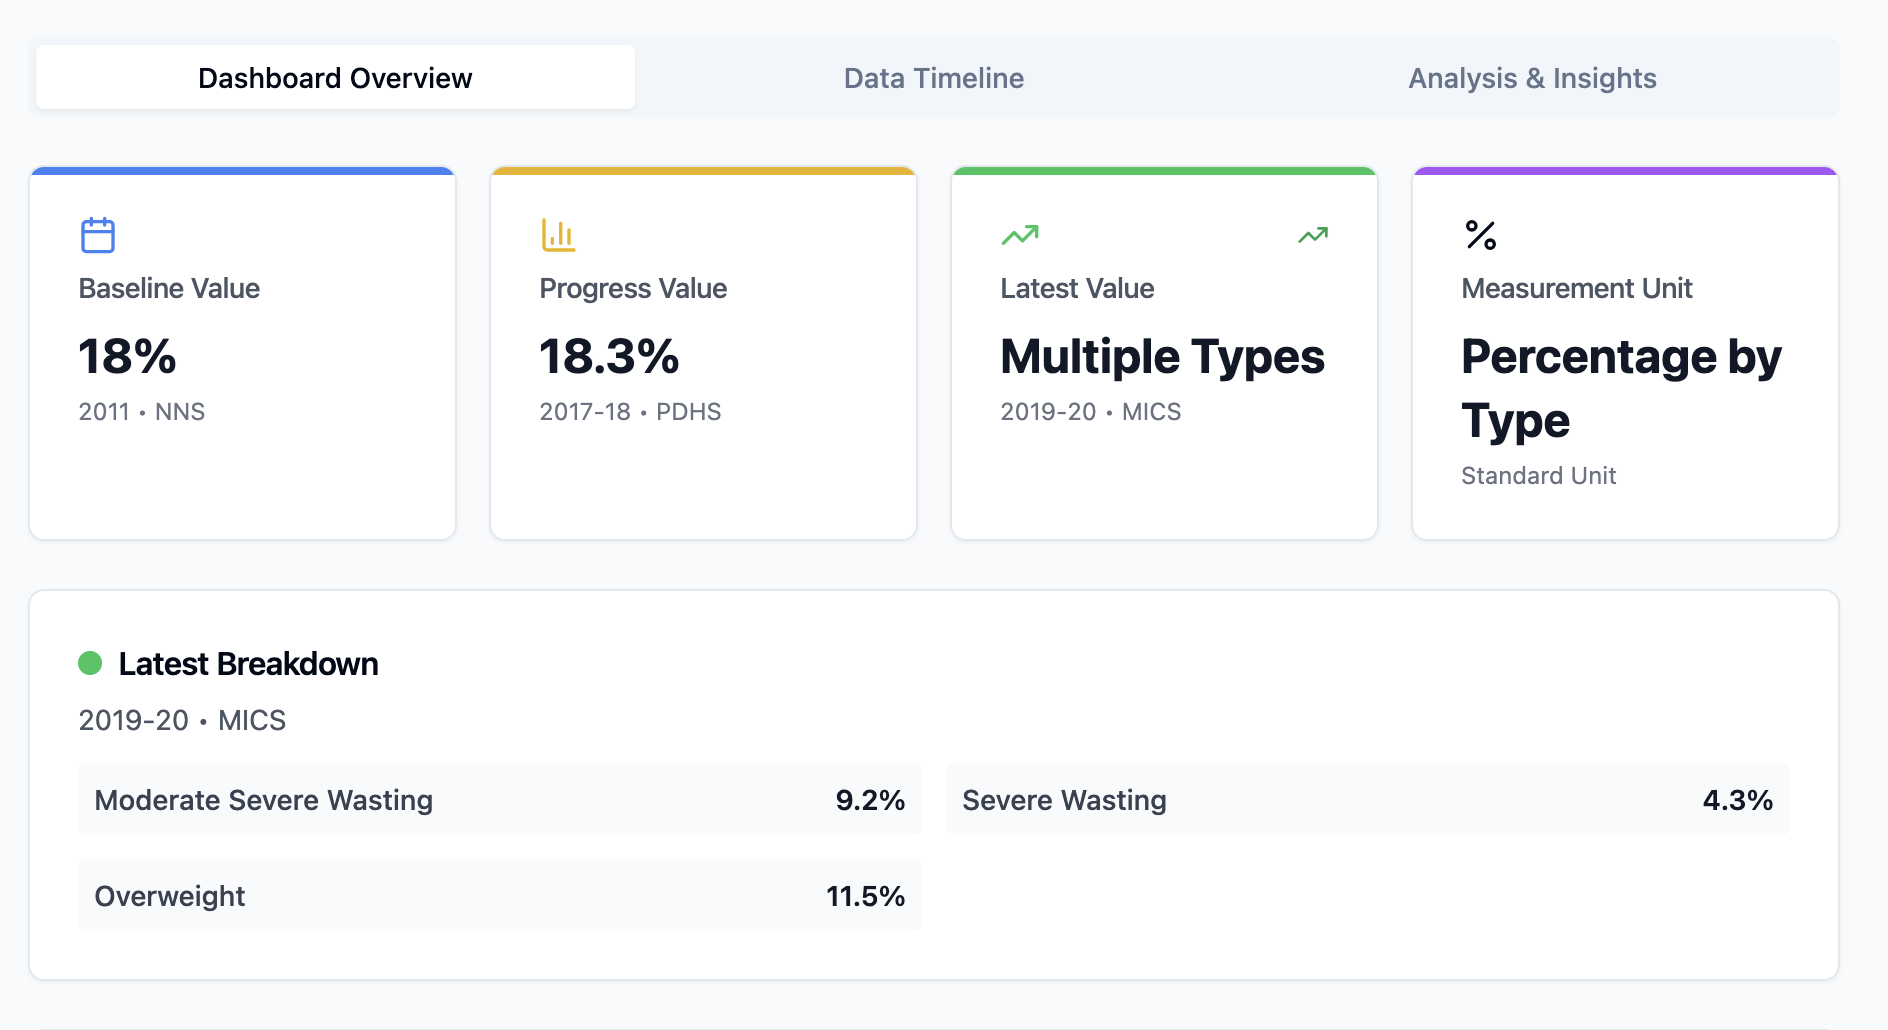 Dashboard Overview
Data Timeline
Analysis & Insights
Baseline Value
18%
2011 • NNS
Progress Value
18.3%
2017-18 • PDHS
Latest Value
Multiple Types
2019-20 • MICS
Measurement Unit
Percentage by
Type
Standard Unit
Latest Breakdown
2019-20 • MICS
Moderate Severe Wasting 9.2%
Severe Wasting 4.3%
Overweight 11.5%